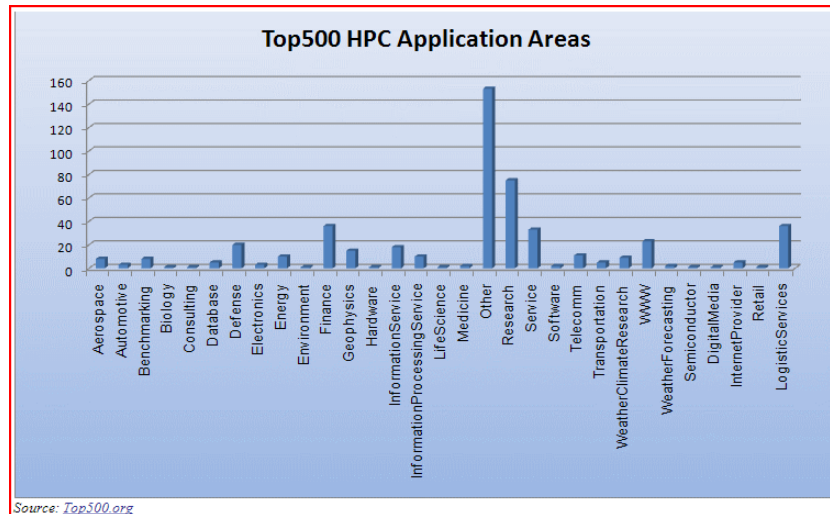 Top500 HPC Application Areas
160
140
120
100
80
60
40
20
0
Aerospace
Automotive
Benchmarking
Biology
Consulting
Database
Defense
Electronics
Energy
Environment
Finance
Geophysics
Hardware
InformationService
InformationProcessingService
LifeScience
Medicine
Other
Research
Service
Software
Telecomm
Transportation
WeatherClimateResearch
WWW
WeatherForecasting
Semiconductor
DigitalMedia
InternetProvider
Retail
LogisticServices
Source: Top500.org